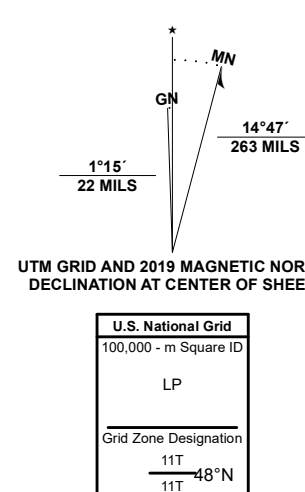 ★
MN
GN
14°47´
263 MILS
1°15´
22 MILS
UTM GRID AND 2019 MAGNETIC NOR
DECLINATION AT CENTER OF SHEE
U.S. National Grid
100,000 - m Square ID
LP
Grid Zone Designation
11T
48°N
11T